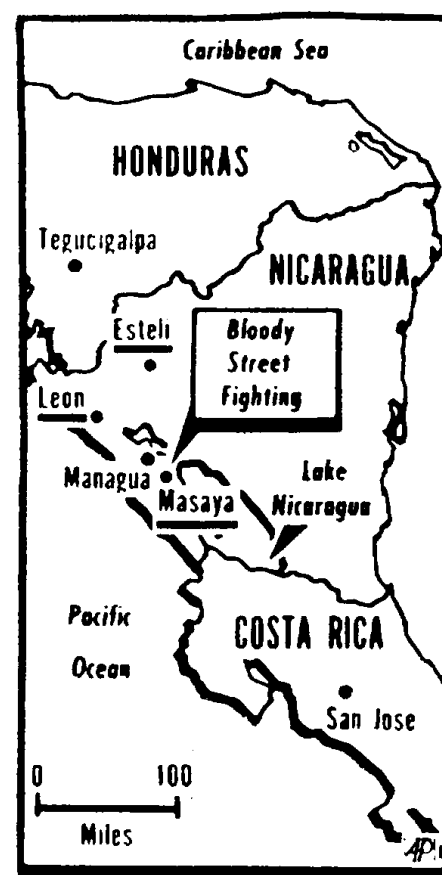 Caribbean Sea
HONDURAS
Tegucigalpa
NICARAGUA
Esteli
Bloody
Street
Fighting
Leon
Managua
Masaya
Lake
Nicaragua
Pacific
Ocean
COSTA RICA
San Jose
0 100
Miles
AP